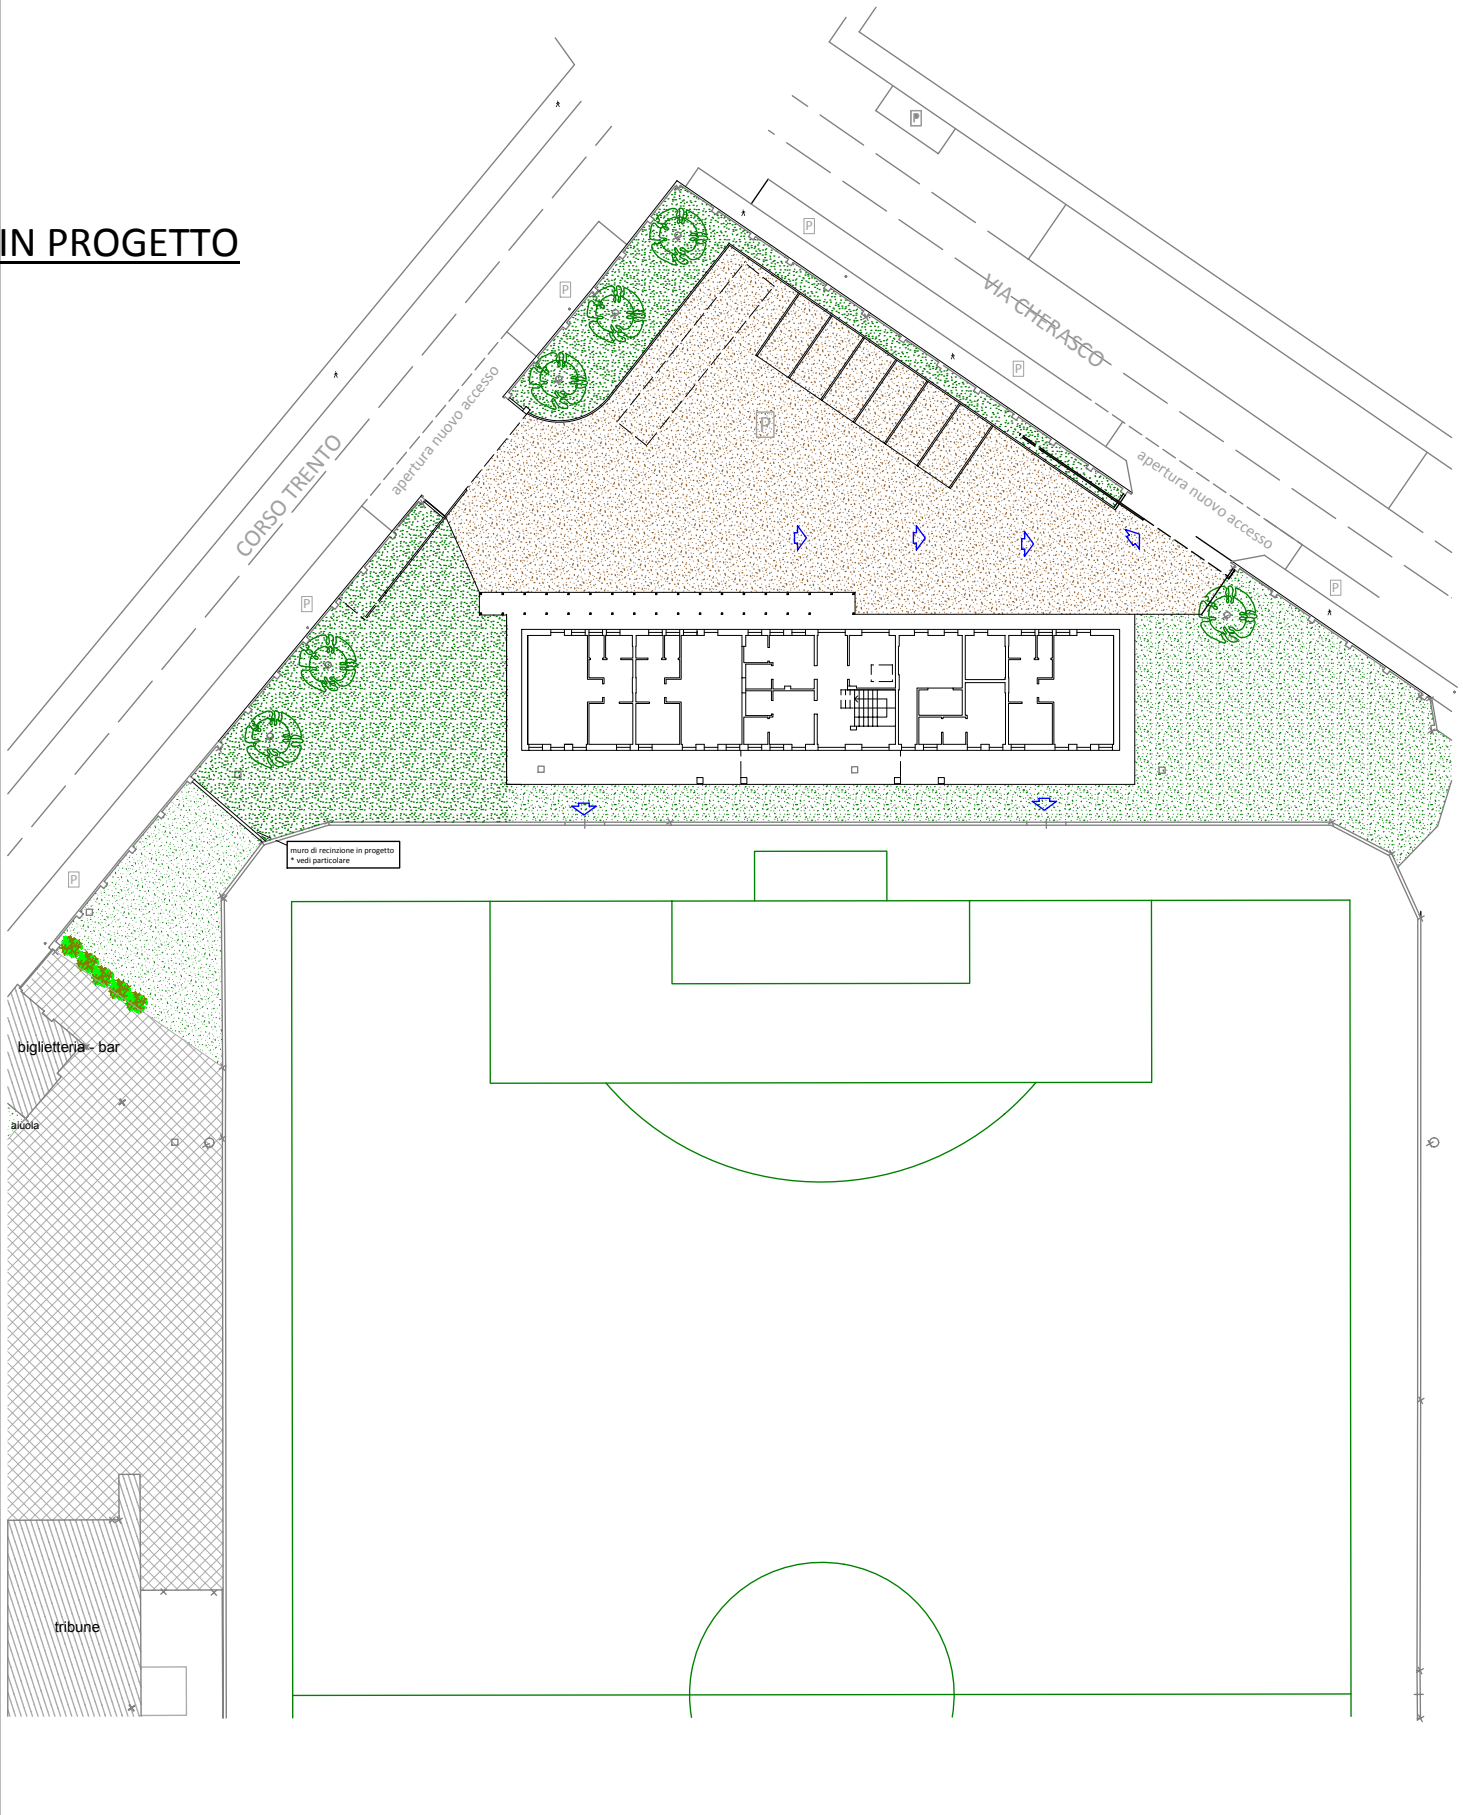 IN PROGETTO
P
P
VIA CHERASCO
P
P
P
apertura nuovo accesso
apertura nuovo accesso
CORSO TRENTO
P
P
P
muro di recinzione in progetto
* vedi particolare
biglietteria - bar
aiuola
tribune